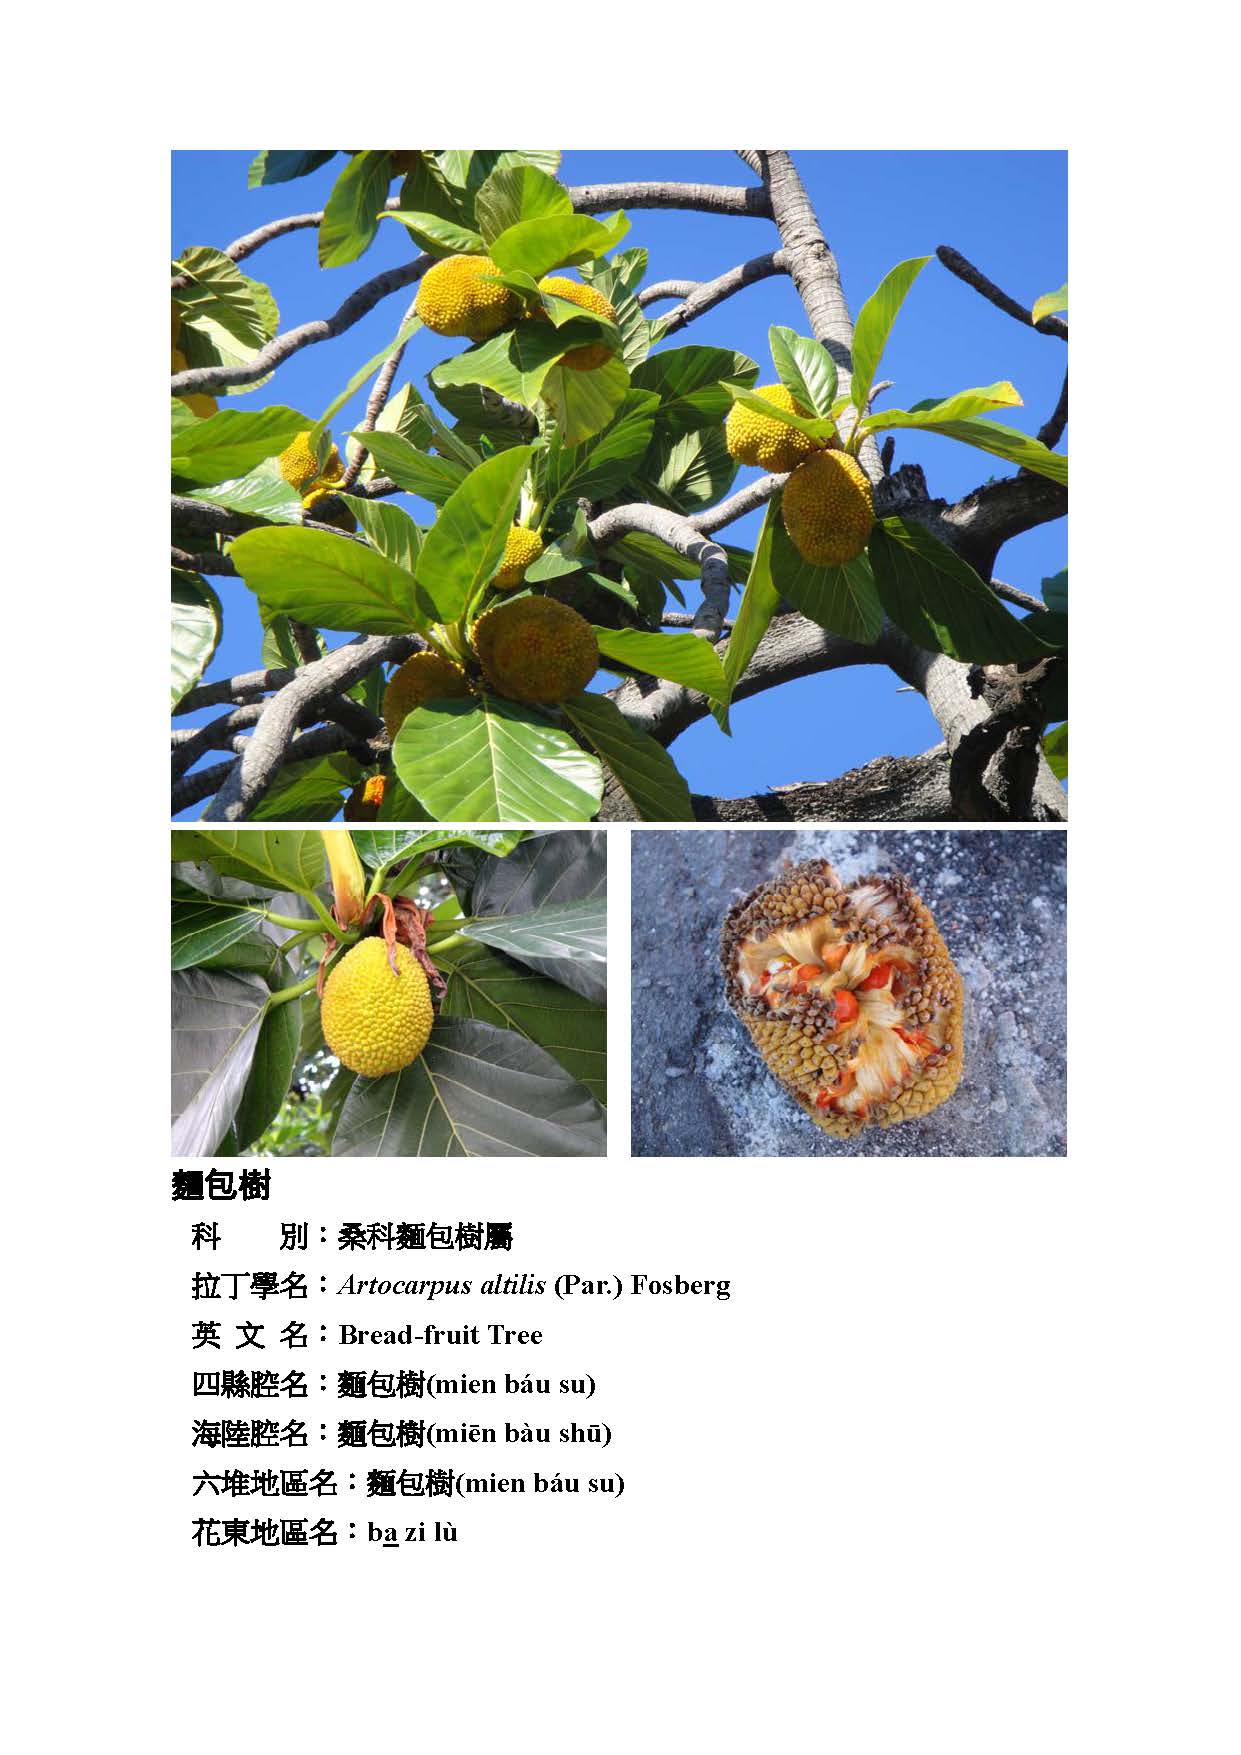 麵包樹
科　　別：桑科麵包樹屬
拉丁學名：Artocarpus altilis (Par.) Fosberg
英 文 名：Bread-fruit Tree
四縣腔名：麵包樹(mien báu su)
海陸腔名：麵包樹(miēn bàu shū)
六堆地區名：麵包樹(mien báu su)
花東地區名：ba zi lù